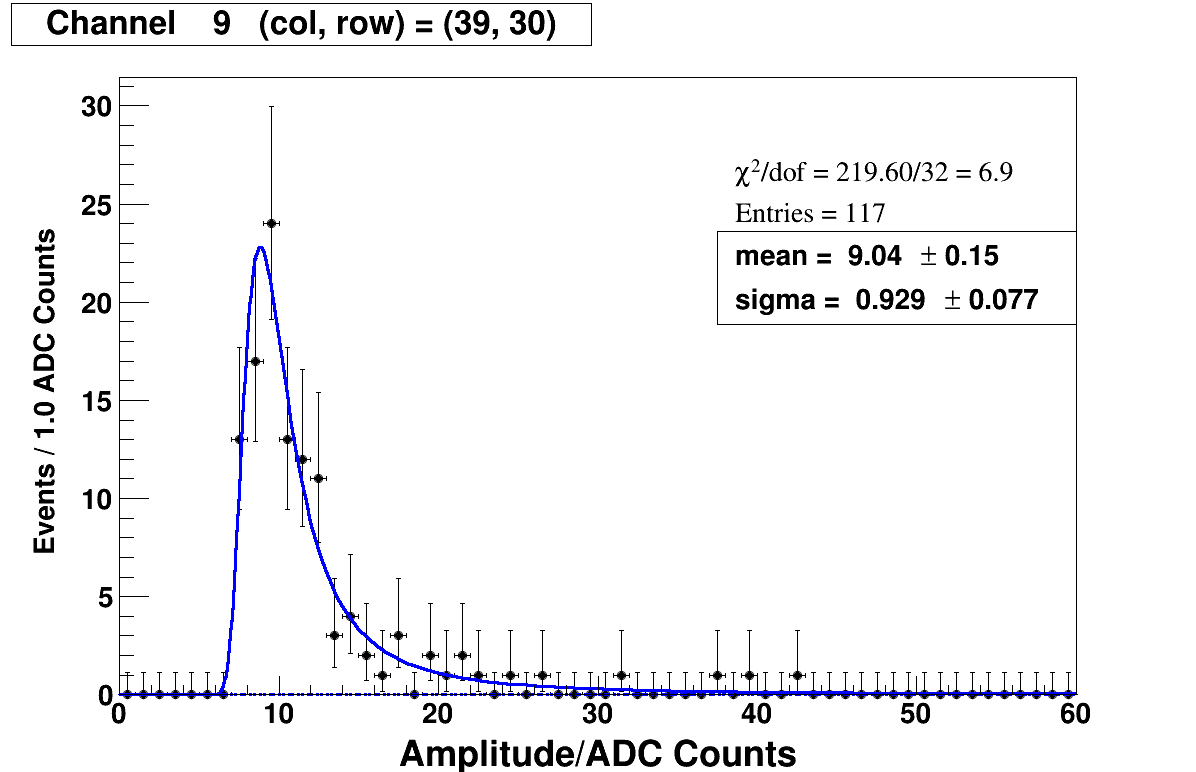 Channel 9 (col, row) = (39, 30)
χ²/dof = 219.60/32 = 6.9
Entries = 117
mean = 9.04 ± 0.15
sigma = 0.929 ± 0.077
Events / 1.0 ADC Counts
30
25
20
15
10
5
0
0 10 20 30 40 50 60
Amplitude/ADC Counts